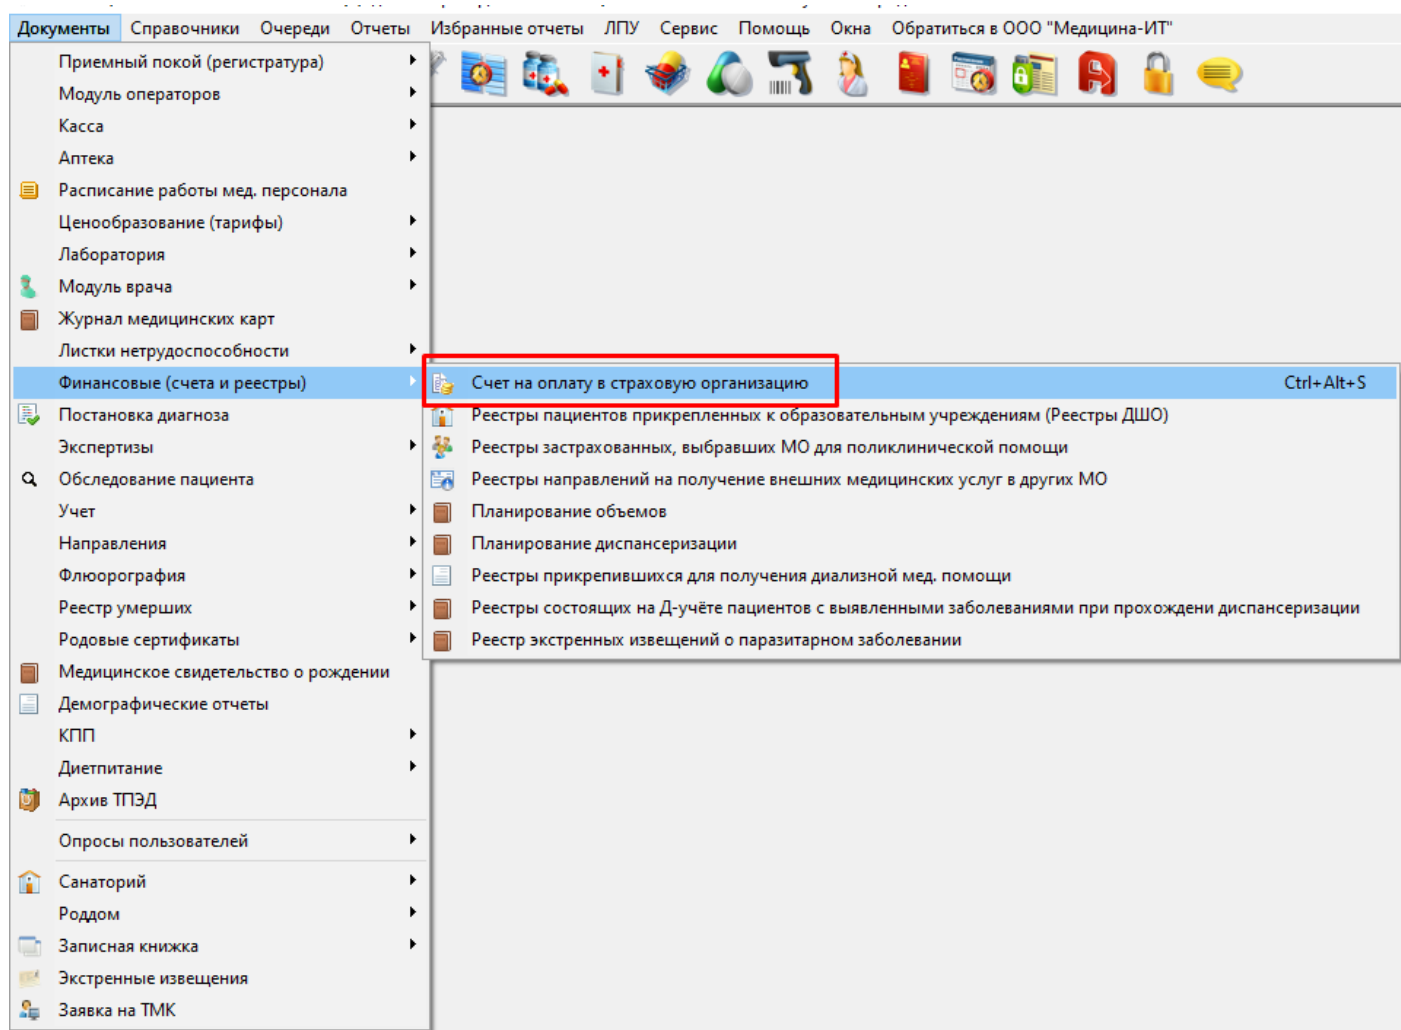 Документы Справочники Очереди Отчеты Избранные отчеты ЛПУ Сервис Помощь Окна Обратиться в ООО "Медицина-ИТ"
Приемный покой (регистратура)
Модуль операторов
Касса
Аптека
Расписание работы мед. персонала
Ценообразование (тарифы)
Лаборатория
Модуль врача
Журнал медицинских карт
Листки нетрудоспособности
Финансовые (счета и реестры)
Постановка диагноза
Экспертизы
Обследование пациента
Учет
Направления
Флюорография
Реестр умерших
Родовые сертификаты
Медицинское свидетельство о рождении
Демографические отчеты
КПП
Диетпитание
Архив ТПЭД
Опросы пользователей
Санаторий
Роддом
Записная книжка
Экстренные извещения
Заявка на ТМК
Счет на оплату в страховую организацию Ctrl+Alt+S
Реестры пациентов прикрепленных к образовательным учреждениям (Реестры ДШО)
Реестры застрахованных, выбравших МО для поликлинической помощи
Реестры направлений на получение внешних медицинских услуг в других МО
Планирование объемов
Планирование диспансеризации
Реестры прикрепившихся для получения диализной мед. помощи
Реестры состоящих на Д-учёте пациентов с выявленными заболеваниями при прохождени диспансеризации
Реестр экстренных извещений о паразитарном заболевании